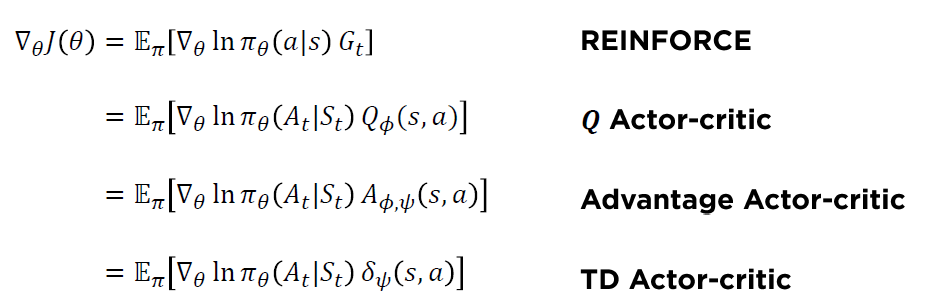 ∇θJ(θ) = 𝔼π[∇θ ln πθ(a|s) Gt] REINFORCE
= 𝔼π[∇θ ln πθ(At|St) Qϕ(s, a)] Q Actor-critic
= 𝔼π[∇θ ln πθ(At|St) Aϕ,ψ(s, a)] Advantage Actor-critic
= 𝔼π[∇θ ln πθ(At|St) δψ(s, a)] TD Actor-critic